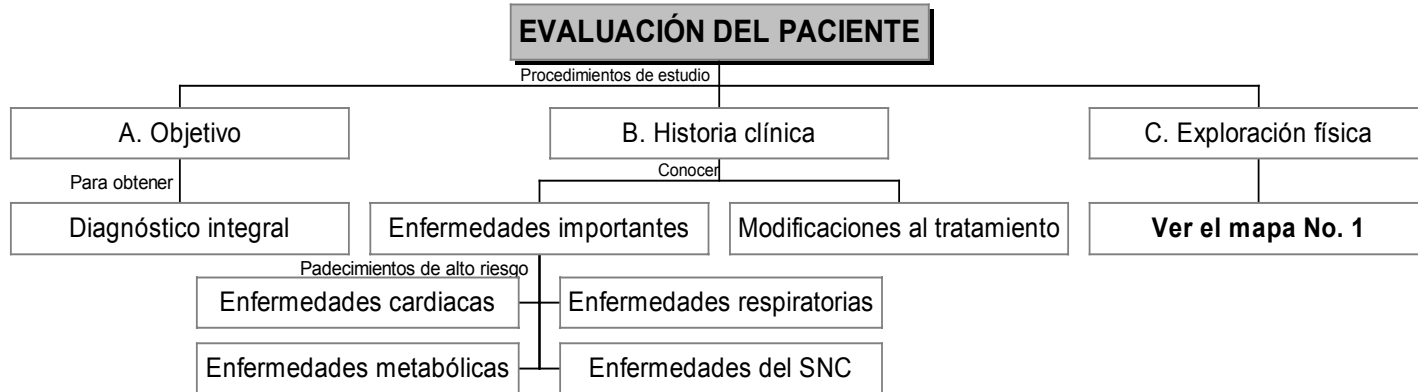 EVALUACIÓN DEL PACIENTE
Procedimientos de estudio
A. Objetivo
B. Historia clínica
C. Exploración física
Para obtener
Conocer
Diagnóstico integral
Enfermedades importantes
Modificaciones al tratamiento
Ver el mapa No. 1
Padecimientos de alto riesgo
Enfermedades cardiacas
Enfermedades respiratorias
Enfermedades metabólicas
Enfermedades del SNC